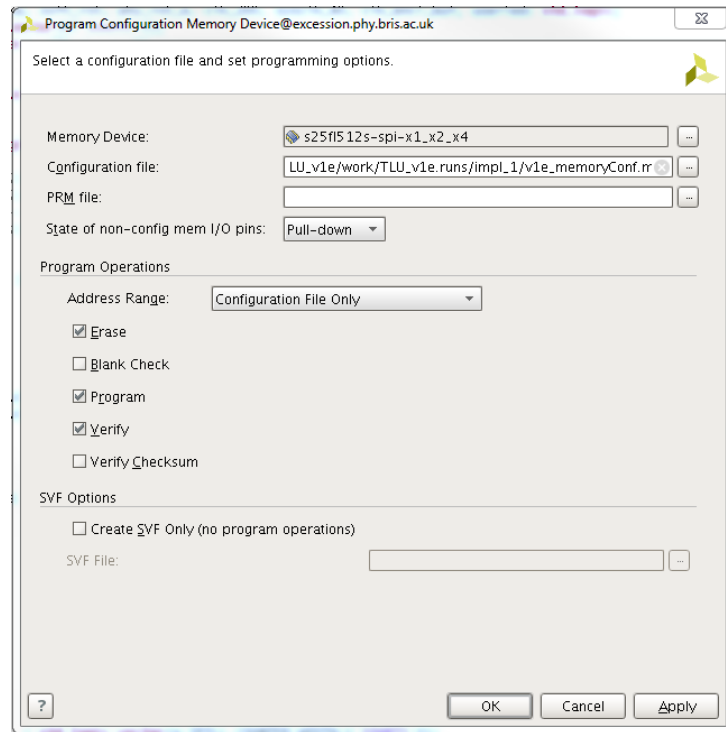 Program Configuration Memory Device@excession.phy.bris.ac.uk
Select a configuration file and set programming options.
Memory Device: s25fl512s-spi-x1_x2_x4 ...
Configuration file: LU_v1e/work/TLU_v1e.runs/impl_1/v1e_memoryConf.m ...
PRM file: ...
State of non-config mem I/O pins: Pull-down
Program Operations
Address Range: Configuration File Only
Erase
Blank Check
Program
Verify
Verify Checksum
SVF Options
Create SVF Only (no program operations)
SVF File: ...
? OK Cancel Apply